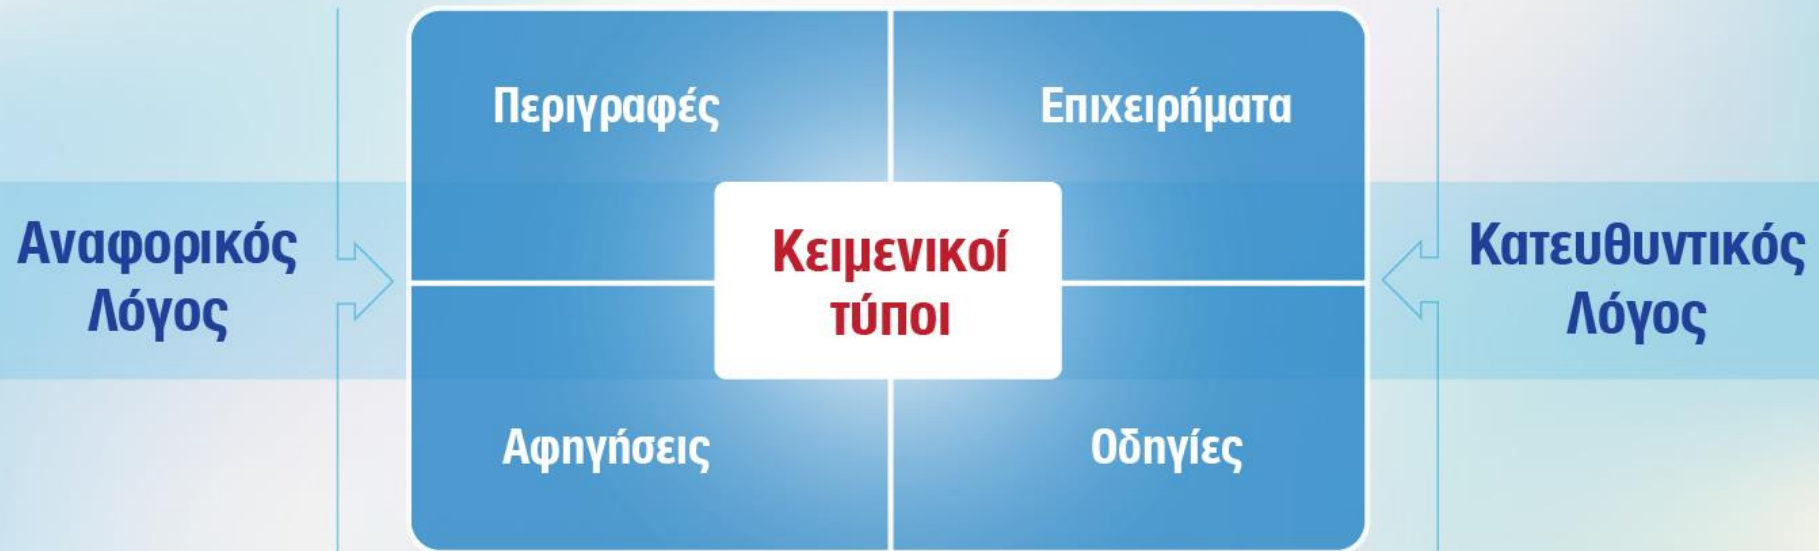 Περιγραφές
Επιχειρήματα
Αναφορικός
Λόγος
Κειμενικοί
τύποι
Κατευθυντικός
Λόγος
Αφηγήσεις
Οδηγίες